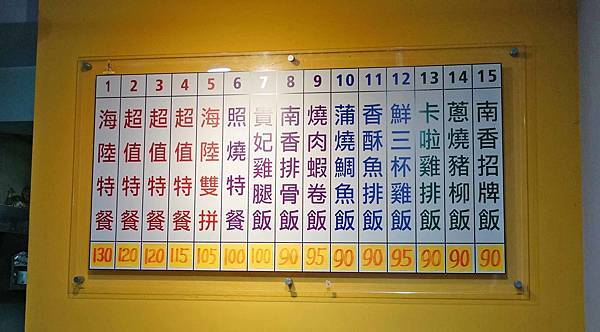 1 海陸特餐 130
2 超值特餐 120
3 超值特餐 120
4 超值特餐 115
5 海陸雙拼 105
6 照燒特餐 100
7 貴妃雞腿飯 100
8 南香排骨飯 90
9 燒肉蝦卷飯 95
10 蒲燒鯛魚飯 90
11 香酥魚排飯 90
12 鮮三杯雞飯 95
13 卡啦雞排飯 90
14 蔥燒豬柳飯 90
15 南香招牌飯 90